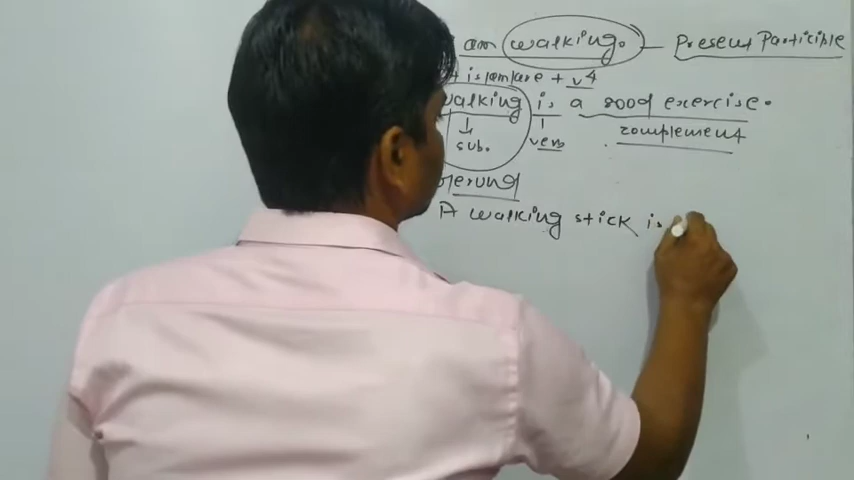 am walking. — Present Participle
is/am/are + v4
walking is a good exercise.
sub. verb complement
Gerund
A walking stick is